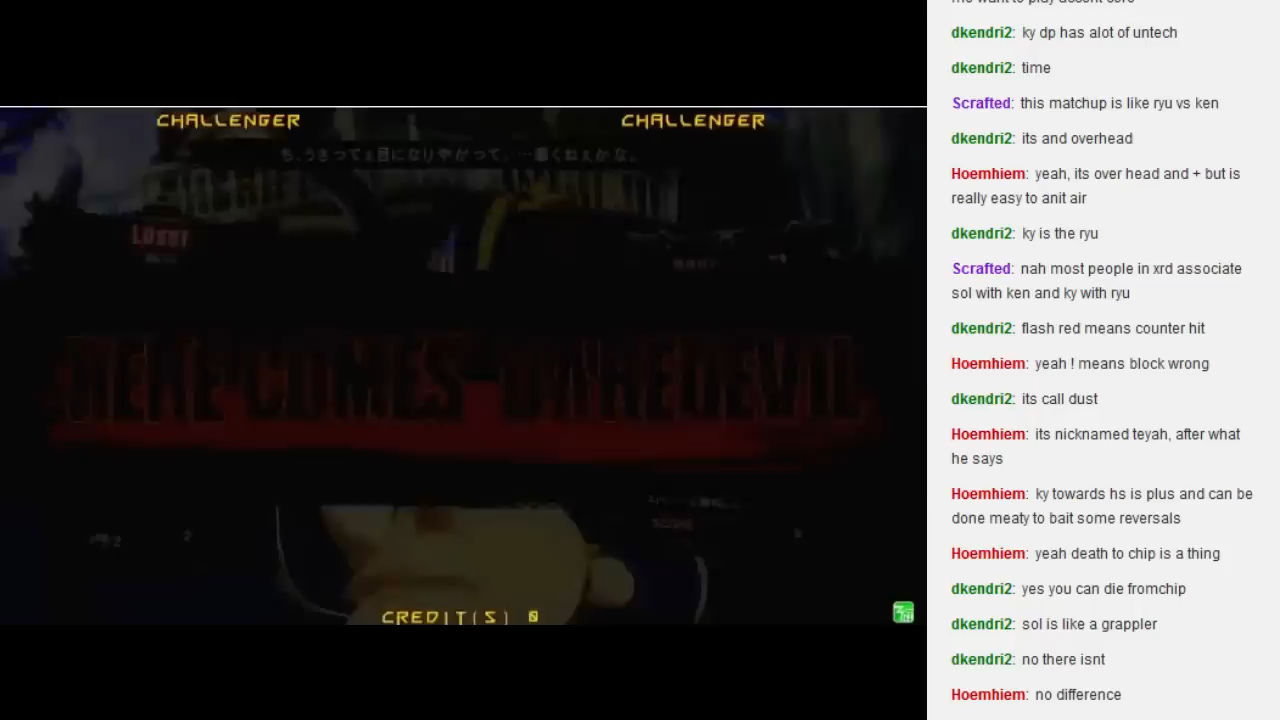 CHALLENGER
CHALLENGER
HERE COMES DAREDEVIL
CREDIT(S) 0
dkendri2: ky dp has alot of untech
dkendri2: time
Scrafted: this matchup is like ryu vs ken
dkendri2: its and overhead
Hoemhiem: yeah, its over head and + but is
really easy to anit air
dkendri2: ky is the ryu
Scrafted: nah most people in xrd associate
sol with ken and ky with ryu
dkendri2: flash red means counter hit
Hoemhiem: yeah ! means block wrong
dkendri2: its call dust
Hoemhiem: its nicknamed teyah, after what
he says
Hoemhiem: ky towards hs is plus and can be
done meaty to bait some reversals
Hoemhiem: yeah death to chip is a thing
dkendri2: yes you can die fromchip
dkendri2: sol is like a grappler
dkendri2: no there isnt
Hoemhiem: no difference